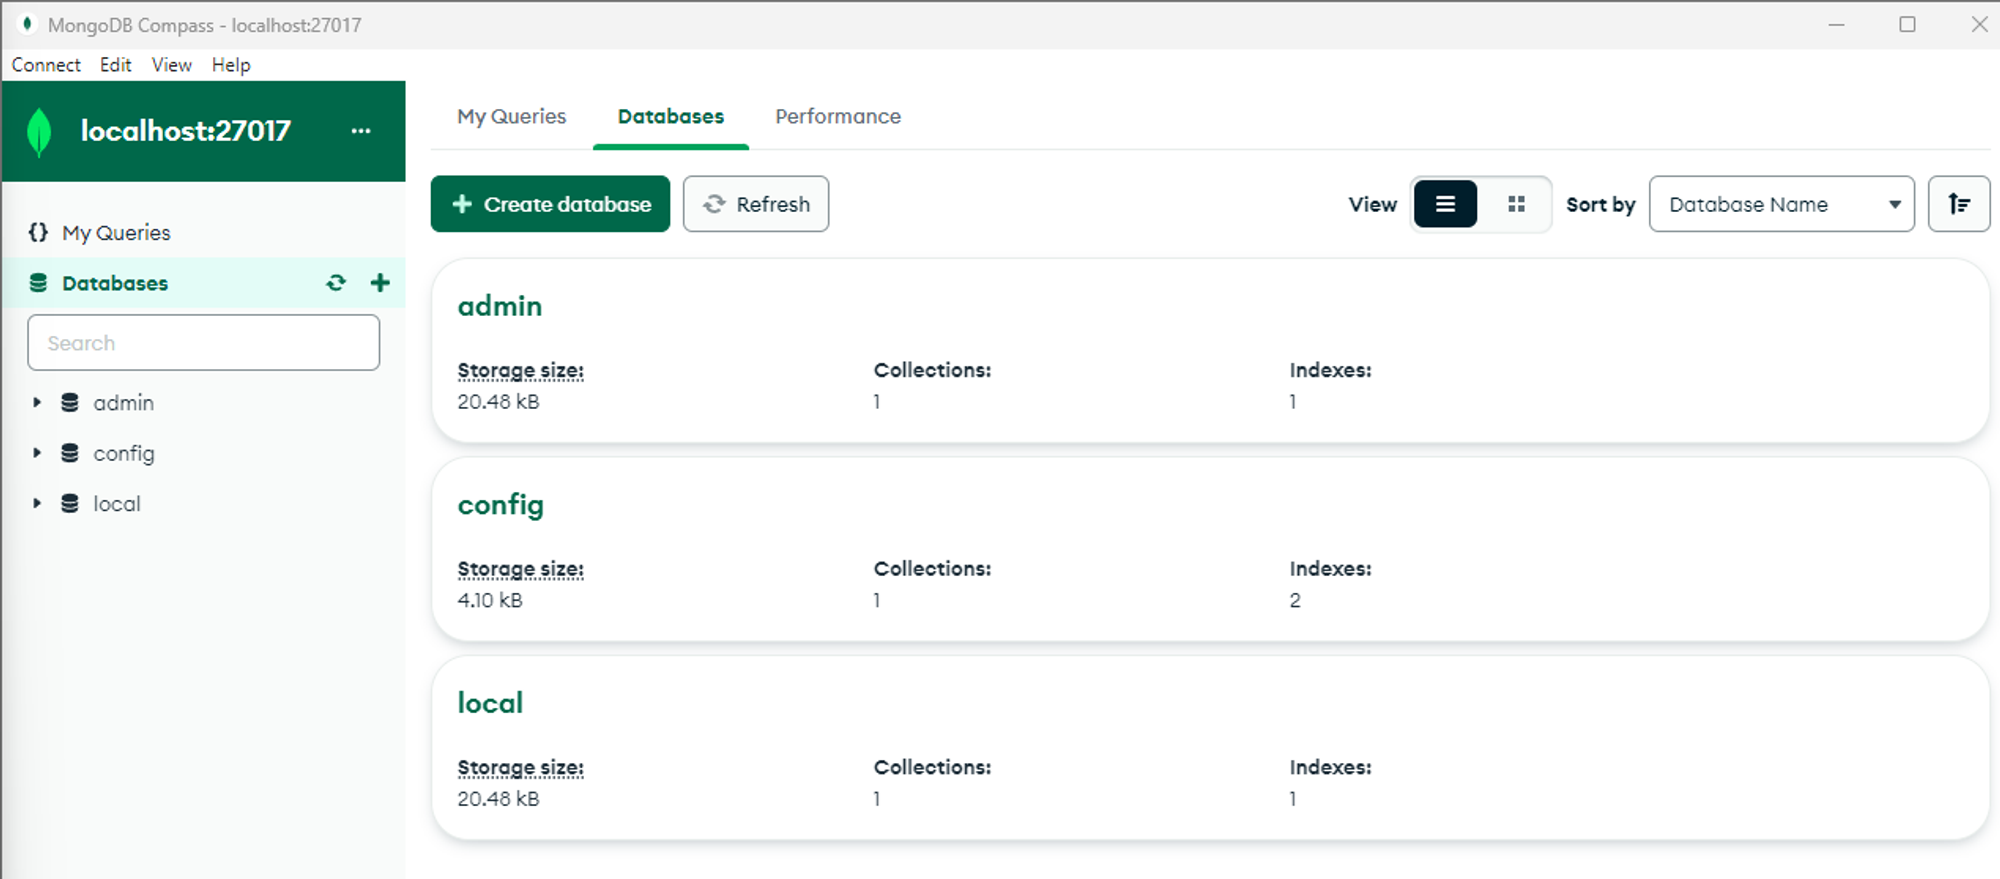 MongoDB Compass - localhost:27017
Connect Edit View Help
localhost:27017 ...
My Queries Databases Performance
Create database Refresh View Sort by Database Name
{} My Queries
Databases
Search
admin
config
local
admin
Storage size: Collections: Indexes:
20.48 kB 1 1
config
Storage size: Collections: Indexes:
4.10 kB 1 2
local
Storage size: Collections: Indexes:
20.48 kB 1 1